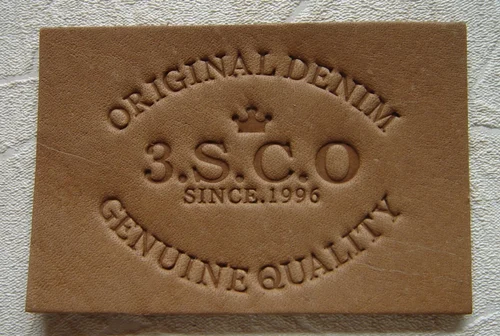 ORIGINAL DENIM
3.S.C.O
SINCE.1996
GENUINE QUALITY